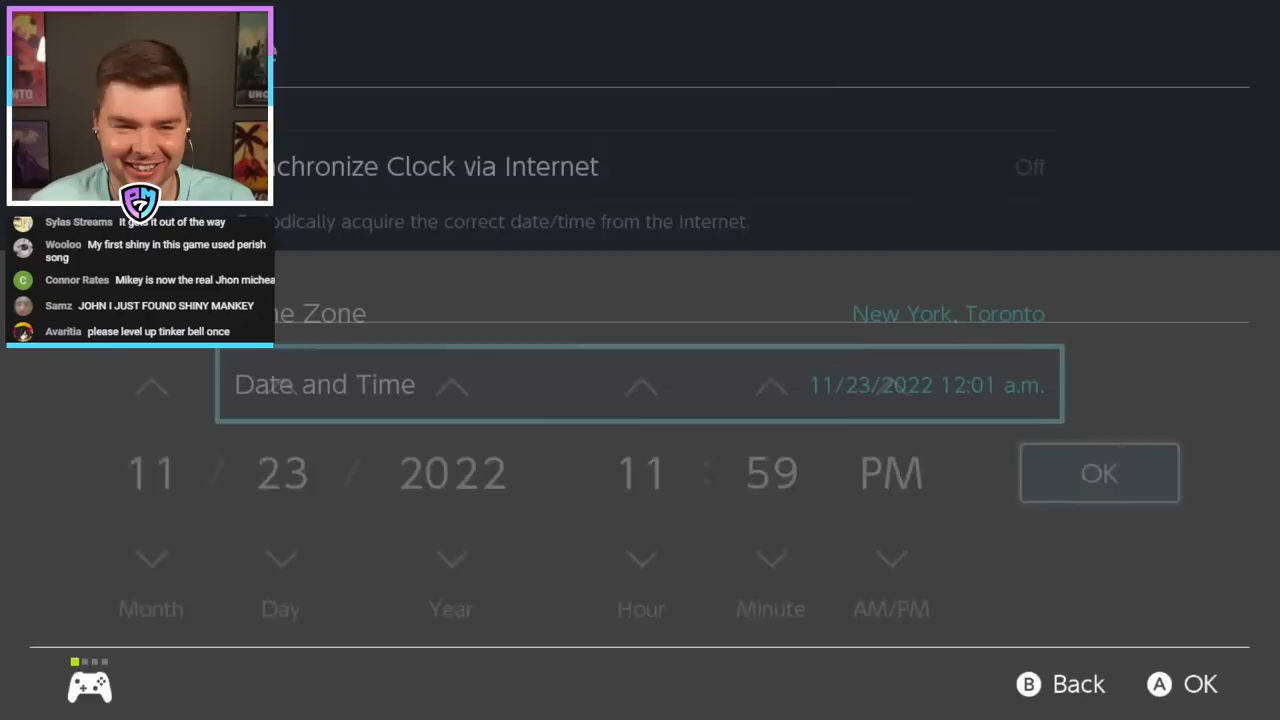 nchronize Clock via Internet Off
odically acquire the correct date/time from the Internet.
Sylas Streams It gets it out of the way
Wooloo My first shiny in this game used perish
song
Connor Rates Mikey is now the real Jhon michea
Samz JOHN I JUST FOUND SHINY MANKEY
Avaritia please level up tinker bell once
ne Zone New York, Toronto
Date and Time 11/23/2022 12:01 a.m.
11 / 23 / 2022 11 : 59 PM OK
Month Day Year Hour Minute AM/PM
B Back A OK